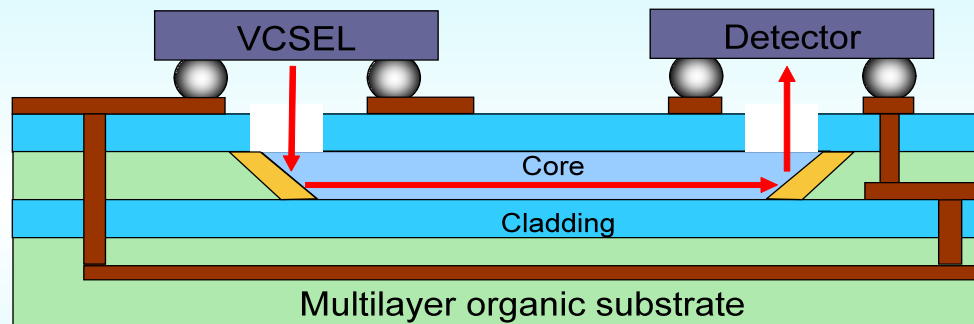 VCSEL
Detector
Core
Cladding
Multilayer organic substrate